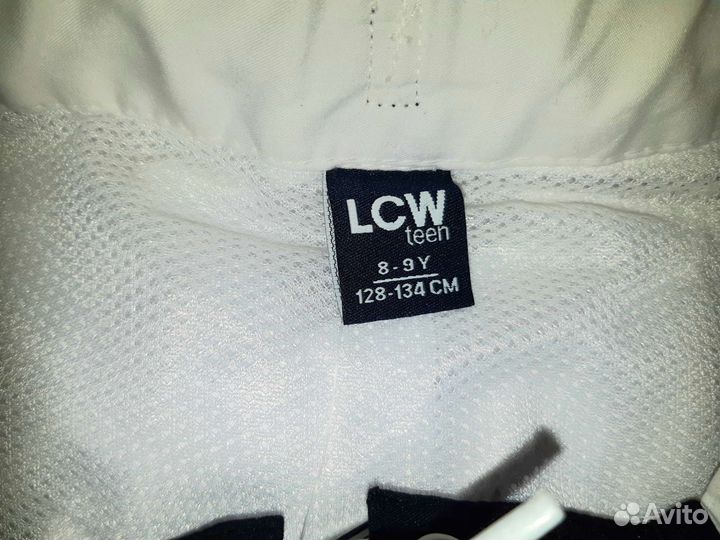 LCW
teen
8-9Y
128-134 CM
Avito